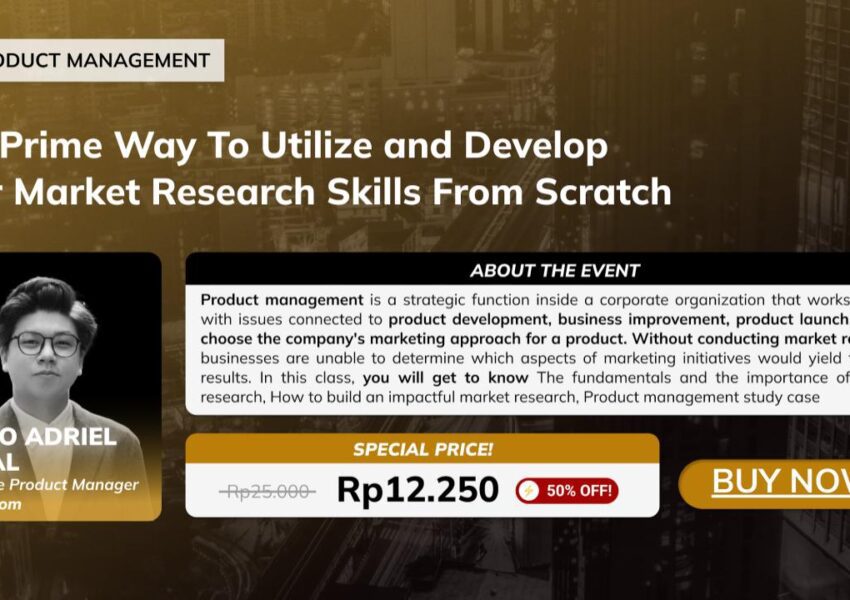 PRODUCT MANAGEMENT
Prime Way To Utilize and Develop
Market Research Skills From Scratch
ABOUT THE EVENT
Product management is a strategic function inside a corporate organization that works
with issues connected to product development, business improvement, product launch
choose the company's marketing approach for a product. Without conducting market
businesses are unable to determine which aspects of marketing initiatives would yield
results. In this class, you will get to know The fundamentals and the importance of
research, How to build an impactful market research, Product management study case
O ADRIEL
AL
Product Manager
SPECIAL PRICE!
Rp25.000 Rp12.250 50% OFF!
BUY NOW